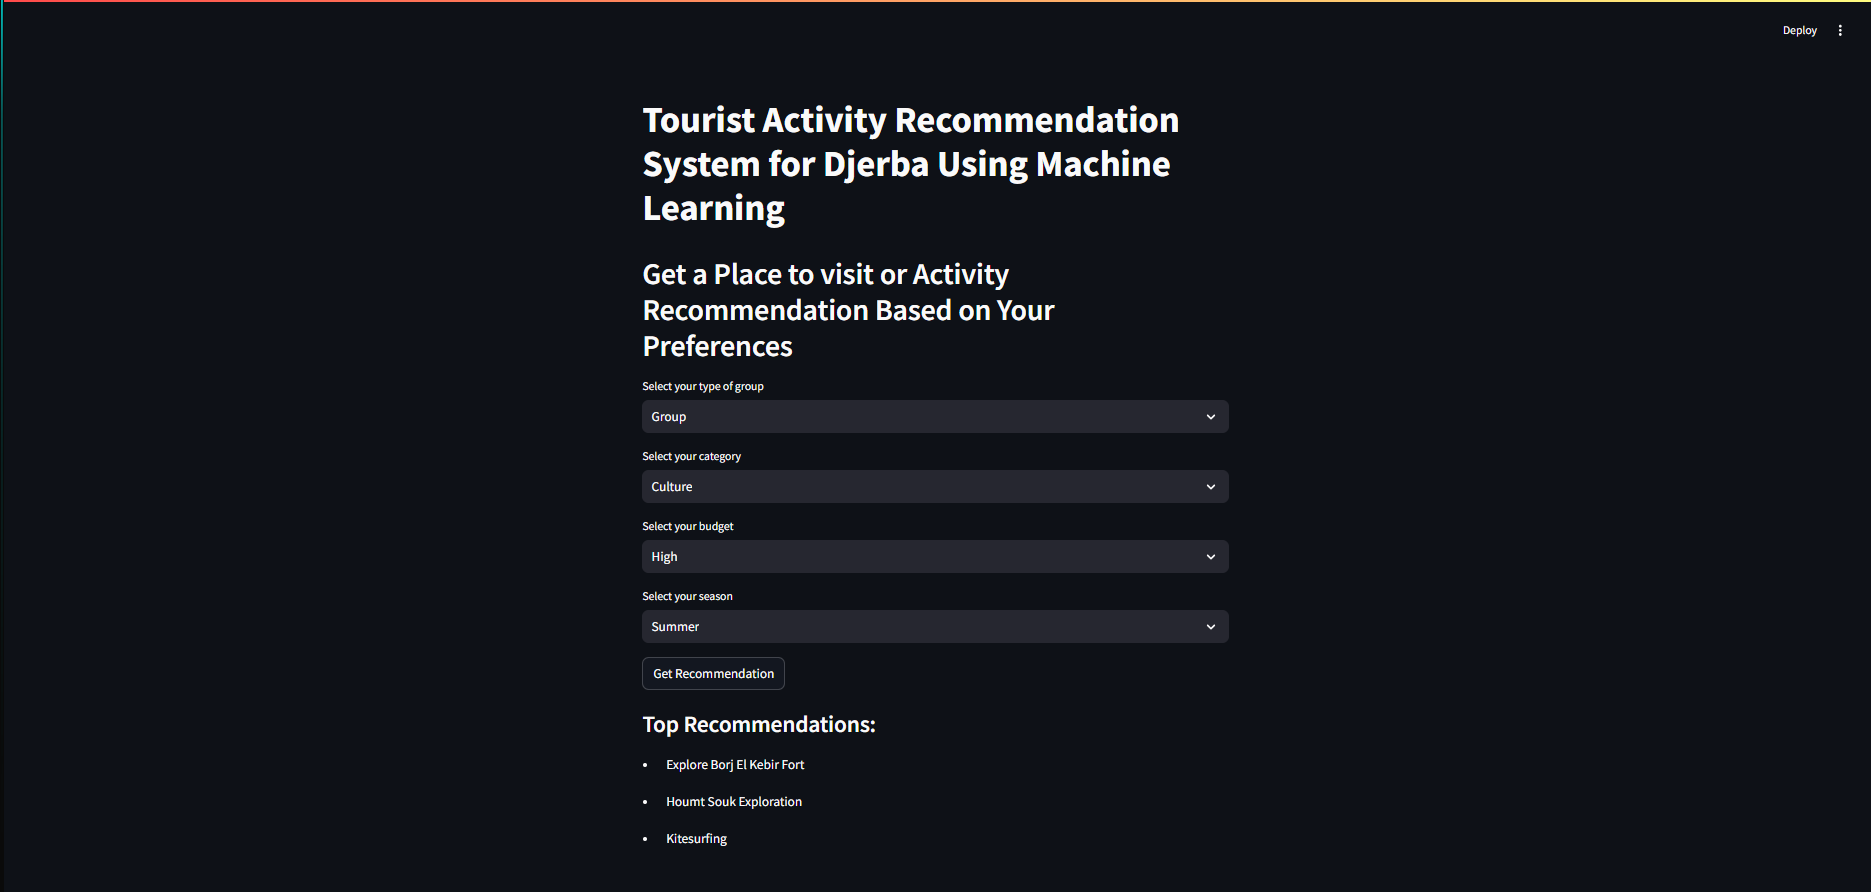 Deploy
Tourist Activity Recommendation
System for Djerba Using Machine
Learning
Get a Place to visit or Activity
Recommendation Based on Your
Preferences
Select your type of group
Group
Select your category
Culture
Select your budget
High
Select your season
Summer
Get Recommendation
Top Recommendations:
• Explore Borj El Kebir Fort
• Houmt Souk Exploration
• Kitesurfing